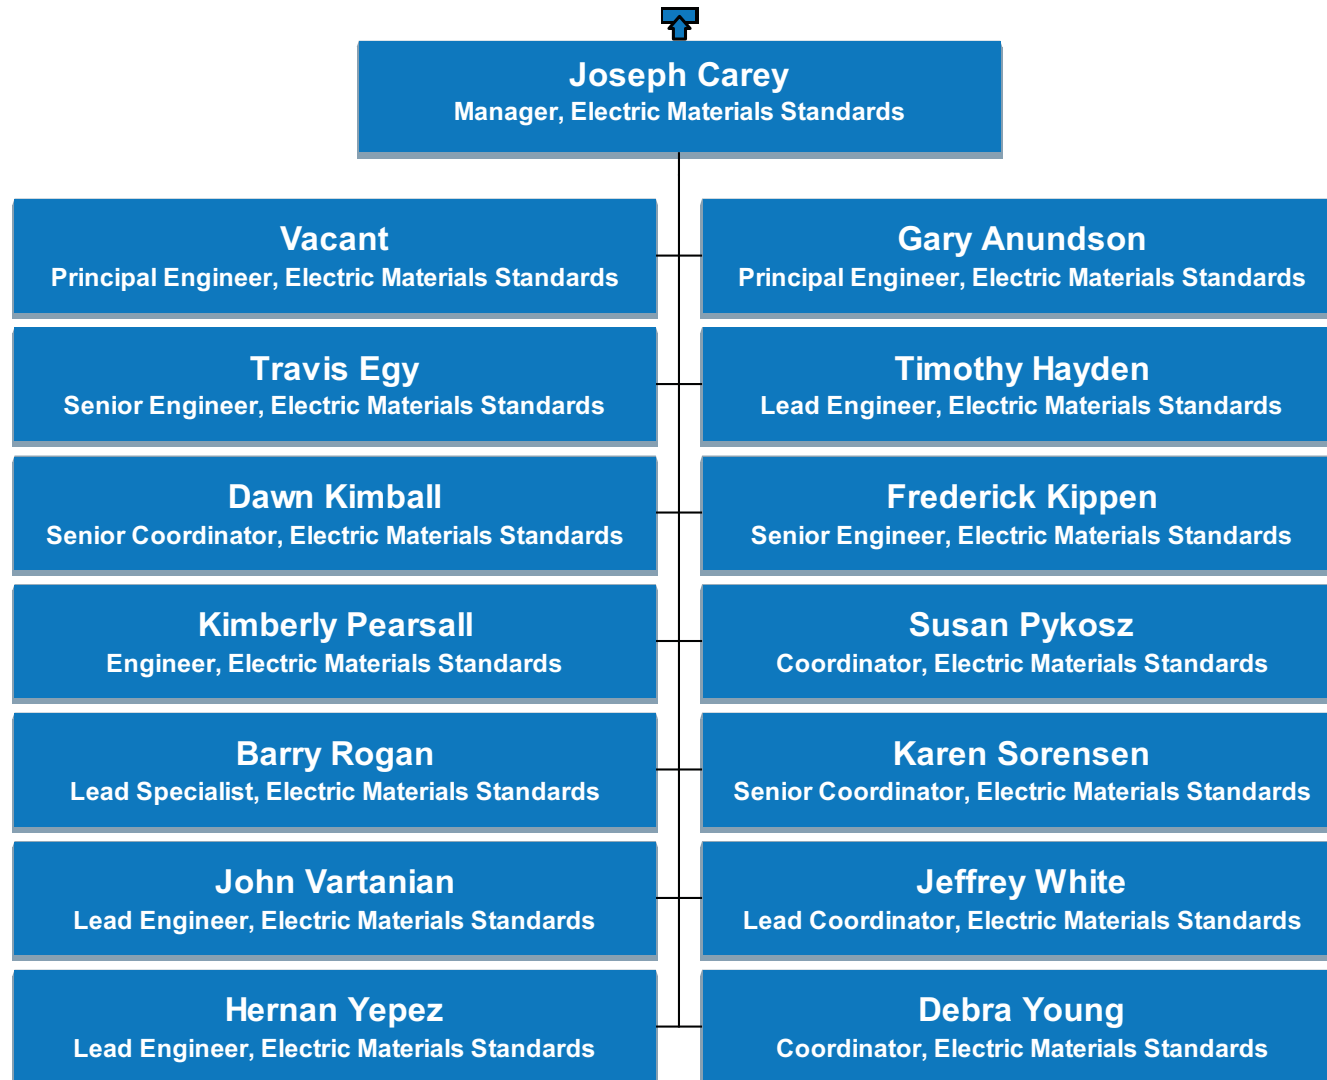 Joseph Carey
Manager, Electric Materials Standards
Vacant
Principal Engineer, Electric Materials Standards
Gary Anundson
Principal Engineer, Electric Materials Standards
Travis Egy
Senior Engineer, Electric Materials Standards
Timothy Hayden
Lead Engineer, Electric Materials Standards
Dawn Kimball
Senior Coordinator, Electric Materials Standards
Frederick Kippen
Senior Engineer, Electric Materials Standards
Kimberly Pearsall
Engineer, Electric Materials Standards
Susan Pykosz
Coordinator, Electric Materials Standards
Barry Rogan
Lead Specialist, Electric Materials Standards
Karen Sorensen
Senior Coordinator, Electric Materials Standards
John Vartanian
Lead Engineer, Electric Materials Standards
Jeffrey White
Lead Coordinator, Electric Materials Standards
Hernan Yepez
Lead Engineer, Electric Materials Standards
Debra Young
Coordinator, Electric Materials Standards